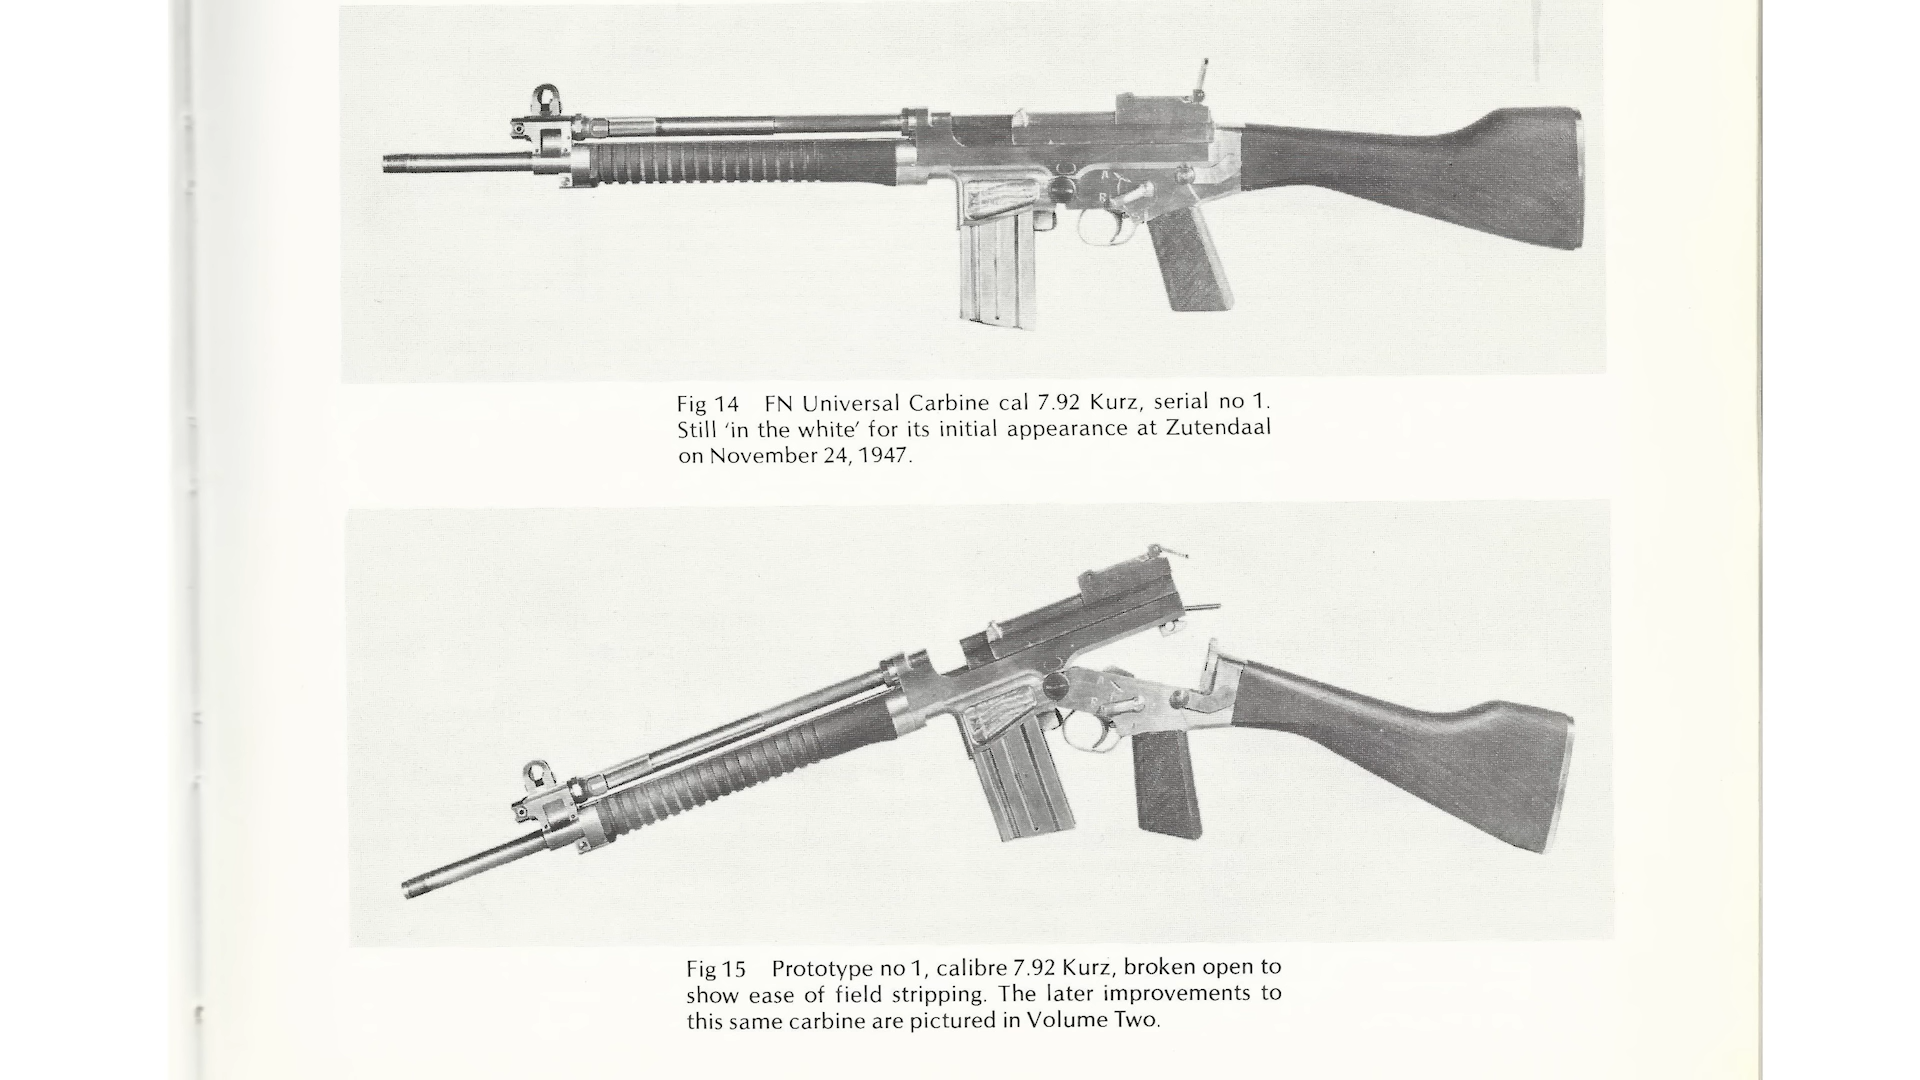 Fig 14 FN Universal Carbine cal 7.92 Kurz, serial no 1.
Still ‘in the white’ for its initial appearance at Zutendaal
on November 24, 1947.
Fig 15 Prototype no 1, calibre 7.92 Kurz, broken open to
show ease of field stripping. The later improvements to
this same carbine are pictured in Volume Two.